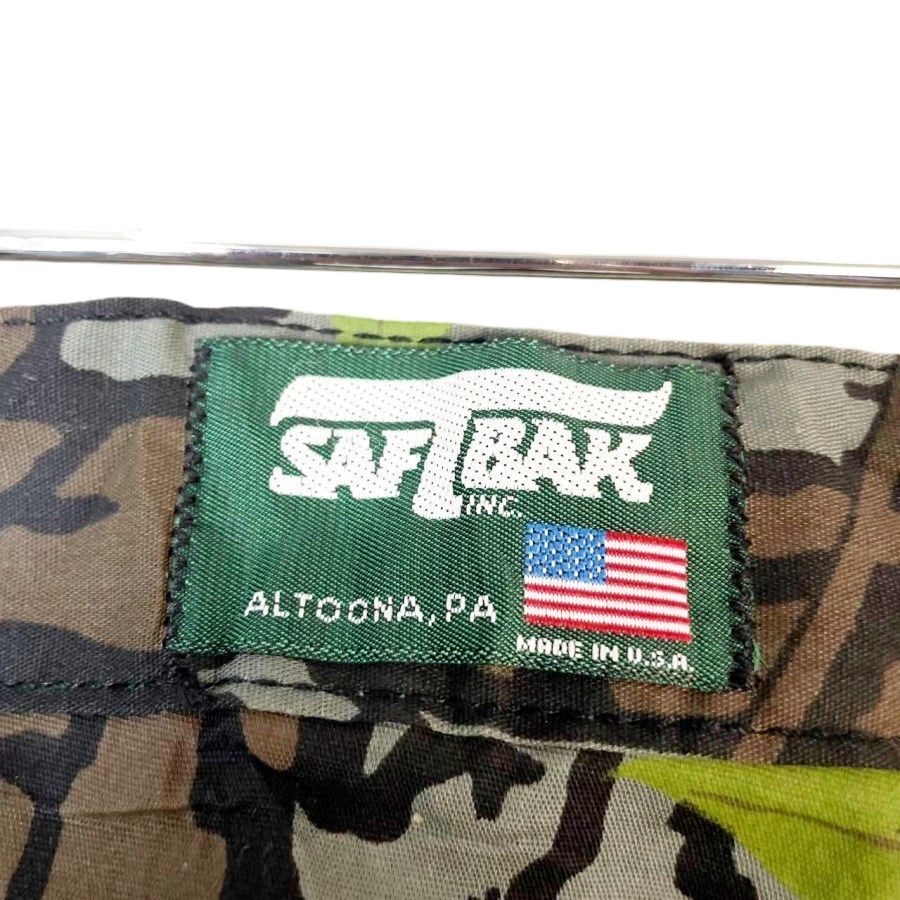 SAFTBAK
INC.
ALTOONA, PA
MADE IN U.S.A.